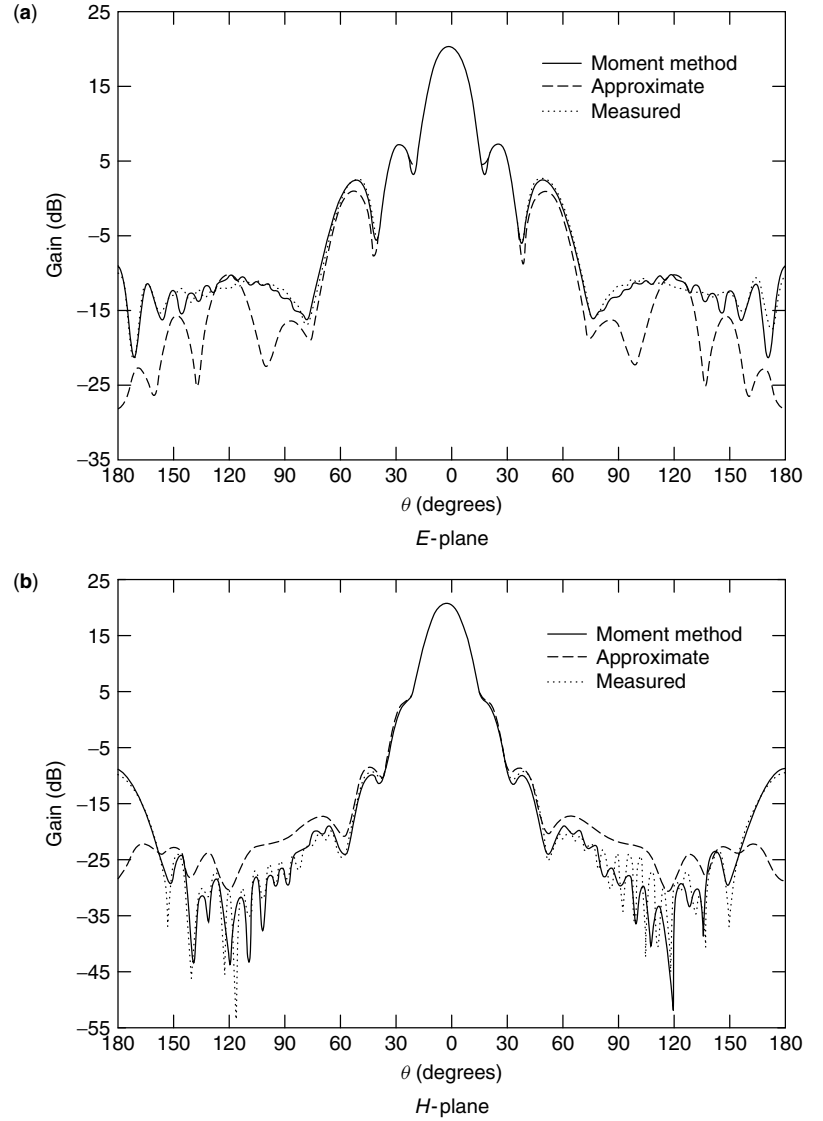 (a)
25
15
5
−5
−15
−25
−35
Gain (dB)
Moment method
Approximate
Measured
180 150 120 90 60 30 0 30 60 90 120 150 180
θ (degrees)
E-plane
(b)
25
15
5
−5
−15
−25
−35
−45
−55
Gain (dB)
Moment method
Approximate
Measured
180 150 120 90 60 30 0 30 60 90 120 150 180
θ (degrees)
H-plane